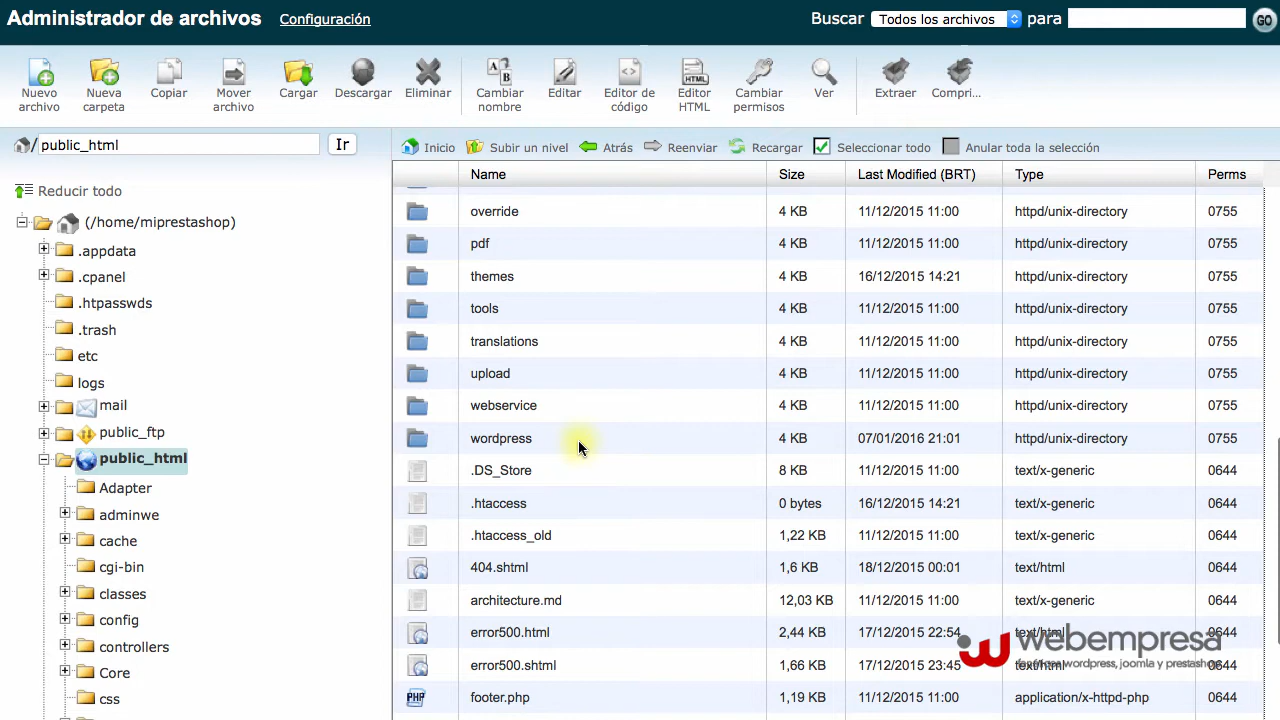 Administrador de archivos Configuración Buscar Todos los archivos para GO
Nuevo archivo
Nueva carpeta
Copiar
Mover archivo
Cargar
Descargar
Eliminar
Cambiar nombre
Editar
Editor de código
Editor HTML
Cambiar permisos
Ver
Extraer
Compri...
/ public_html Ir
Inicio Subir un nivel Atrás Reenviar Recargar Seleccionar todo Anular toda la selección
Reducir todo
(/home/miprestashop)
.appdata
.cpanel
.htpasswds
.trash
etc
logs
mail
public_ftp
public_html
Adapter
adminwe
cache
cgi-bin
classes
config
controllers
Core
css
Name Size Last Modified (BRT) Type Perms
override 4 KB 11/12/2015 11:00 httpd/unix-directory 0755
pdf 4 KB 11/12/2015 11:00 httpd/unix-directory 0755
themes 4 KB 16/12/2015 14:21 httpd/unix-directory 0755
tools 4 KB 11/12/2015 11:00 httpd/unix-directory 0755
translations 4 KB 11/12/2015 11:00 httpd/unix-directory 0755
upload 4 KB 11/12/2015 11:00 httpd/unix-directory 0755
webservice 4 KB 11/12/2015 11:00 httpd/unix-directory 0755
wordpress 4 KB 07/01/2016 21:01 httpd/unix-directory 0755
.DS_Store 8 KB 11/12/2015 11:00 text/x-generic 0644
.htaccess 0 bytes 16/12/2015 14:21 text/x-generic 0644
.htaccess_old 1,22 KB 11/12/2015 11:00 text/x-generic 0644
404.shtml 1,6 KB 18/12/2015 00:01 text/html 0644
architecture.md 12,03 KB 11/12/2015 11:00 text/x-generic 0644
error500.html 2,44 KB 17/12/2015 22:54 text/html 0644
error500.shtml 1,66 KB 17/12/2015 23:45 text/html 0644
PHP footer.php 1,19 KB 11/12/2015 11:00 application/x-httpd-php 0644
webempresa
wordpress, joomla y prestashop